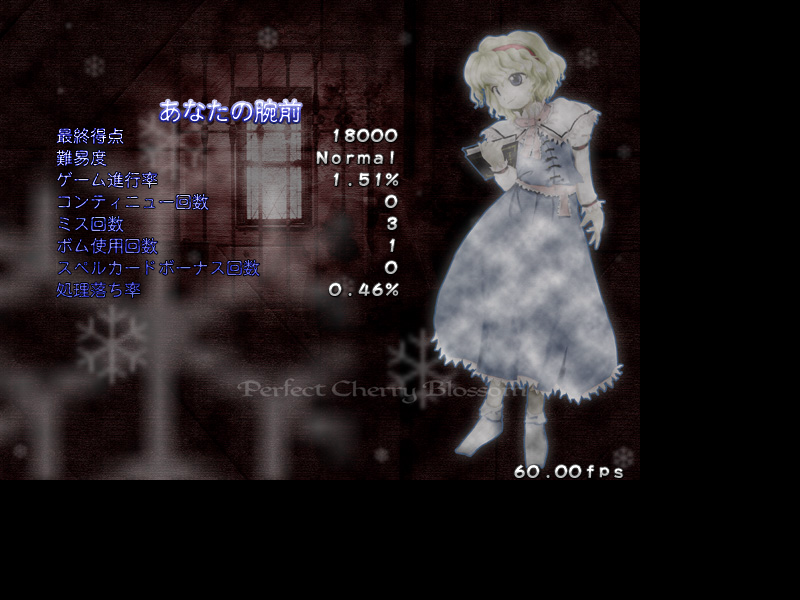 あなたの腕前
最終得点 18000
難易度 Normal
ゲーム進行率 1.51%
コンティニュー回数 0
ミス回数 3
ボム使用回数 1
スペルカードボーナス回数 0
処理落ち率 0.46%
Perfect Cherry Blossom
60.00fps